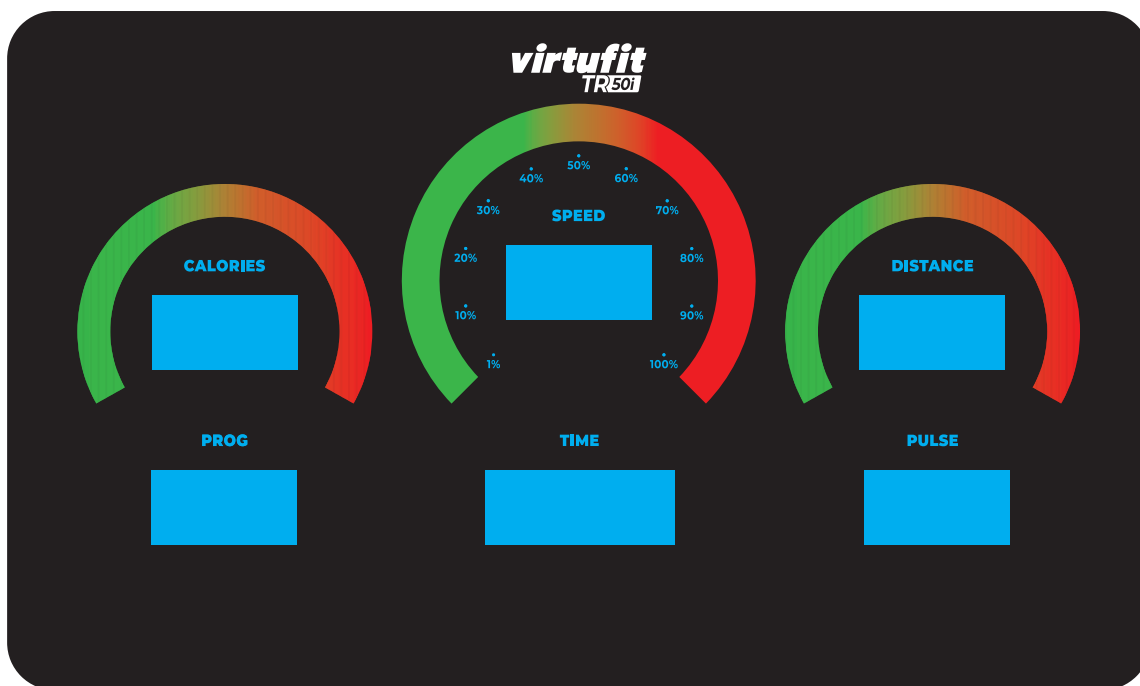 virtufit
TR50i
50%
40%
60%
30%
70%
SPEED
20%
80%
CALORIES
DISTANCE
10%
90%
1%
100%
PROG
TIME
PULSE